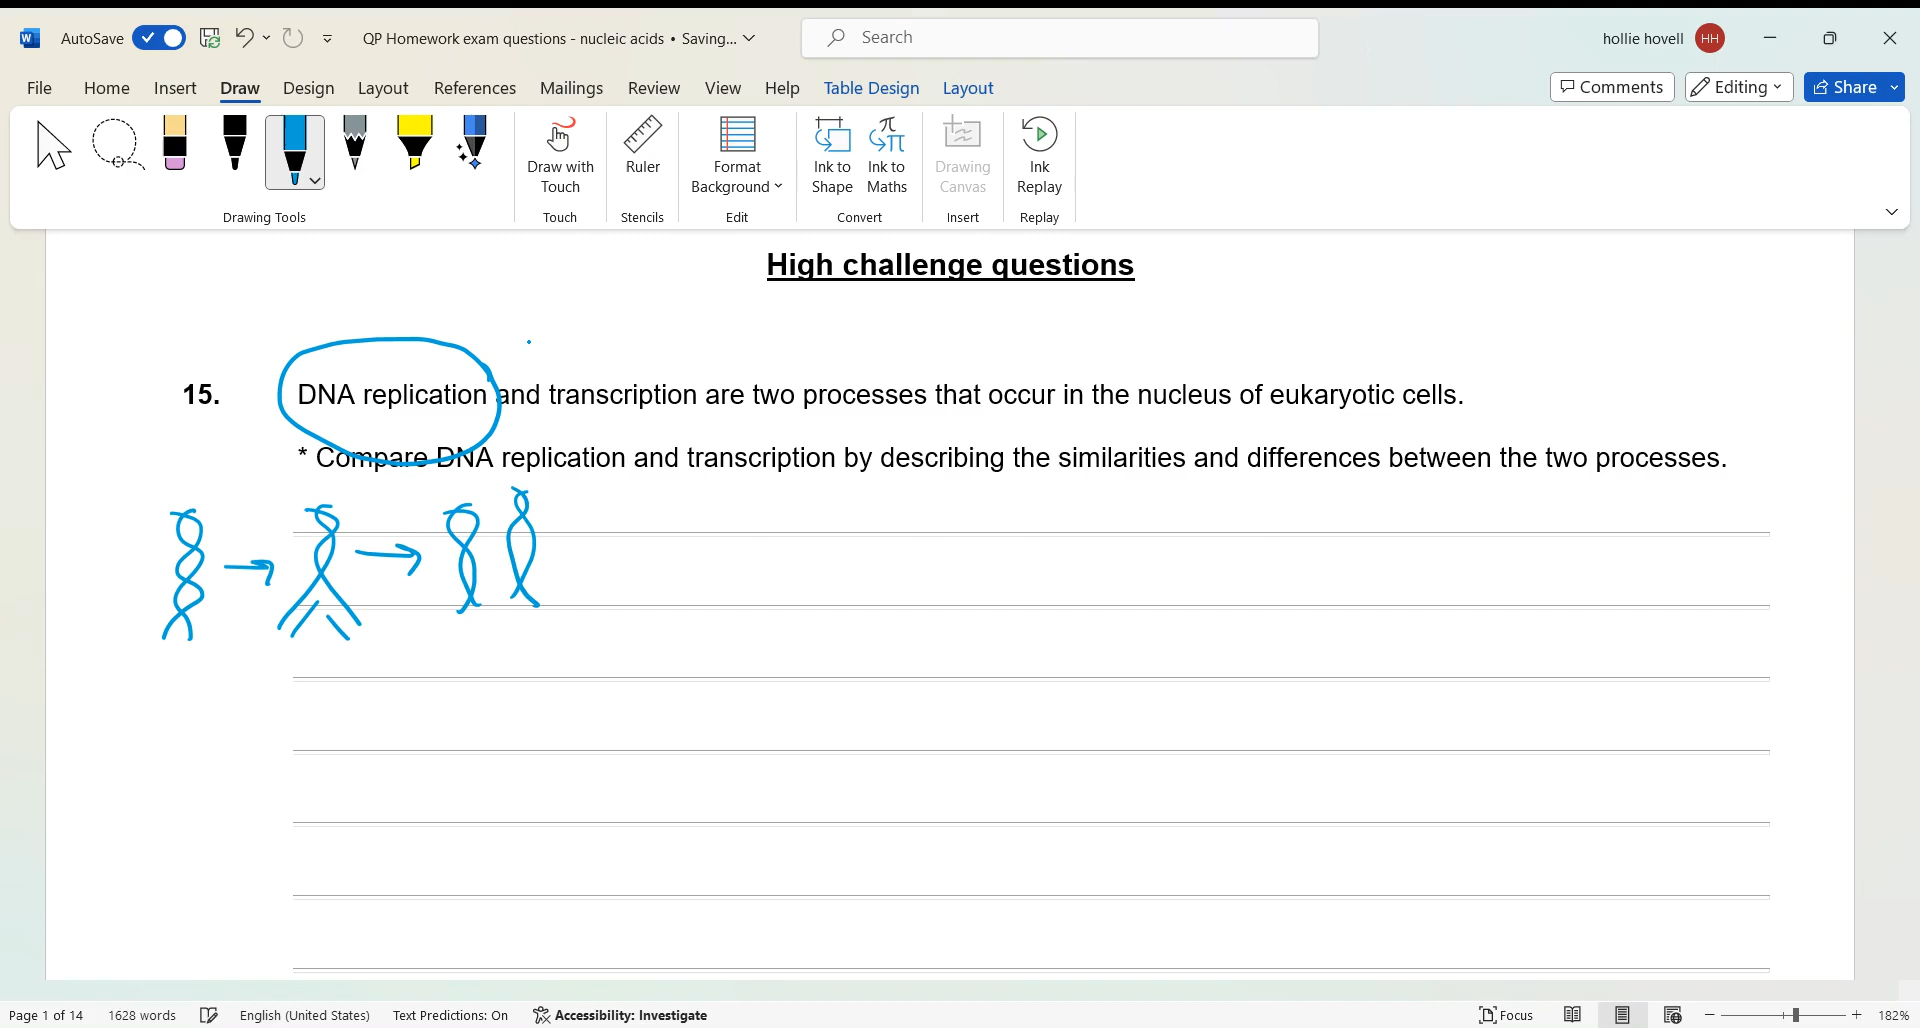 AutoSave
QP Homework exam questions - nucleic acids • Saving...
Search
hollie hovell HH
File Home Insert Draw Design Layout References Mailings Review View Help Table Design Layout
Comments Editing Share
Draw with Touch
Ruler
Format Background
Ink to Shape
Ink to Maths
Drawing Canvas
Ink Replay
Drawing Tools Touch Stencils Edit Convert Insert Replay
High challenge questions
15. DNA replication and transcription are two processes that occur in the nucleus of eukaryotic cells.
* Compare DNA replication and transcription by describing the similarities and differences between the two processes.
Page 1 of 14 1628 words English (United States) Text Predictions: On Accessibility: Investigate Focus 182%